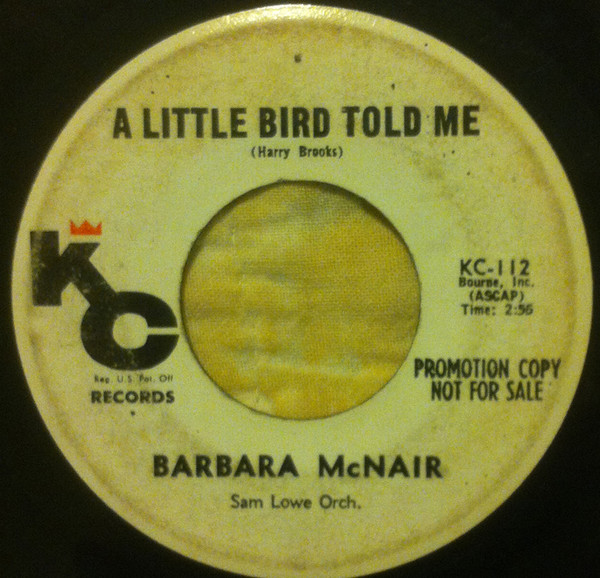 A LITTLE BIRD TOLD ME
(Harry Brooks)
KC
Reg. U.S. Pat. Off
RECORDS
KC-112
Bourne, Inc.
(ASCAP)
Time: 2:56
PROMOTION COPY
NOT FOR SALE
BARBARA McNAIR
Sam Lowe Orch.